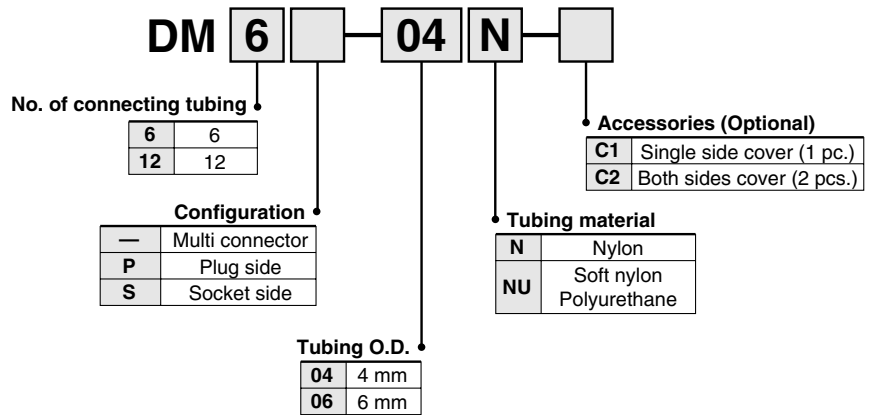 DM 6 — 04 N —
No. of connecting tubing
6 6
12 12
Configuration
— Multi connector
P Plug side
S Socket side
Tubing O.D.
04 4 mm
06 6 mm
Tubing material
N Nylon
NU Soft nylon
Polyurethane
Accessories (Optional)
C1 Single side cover (1 pc.)
C2 Both sides cover (2 pcs.)